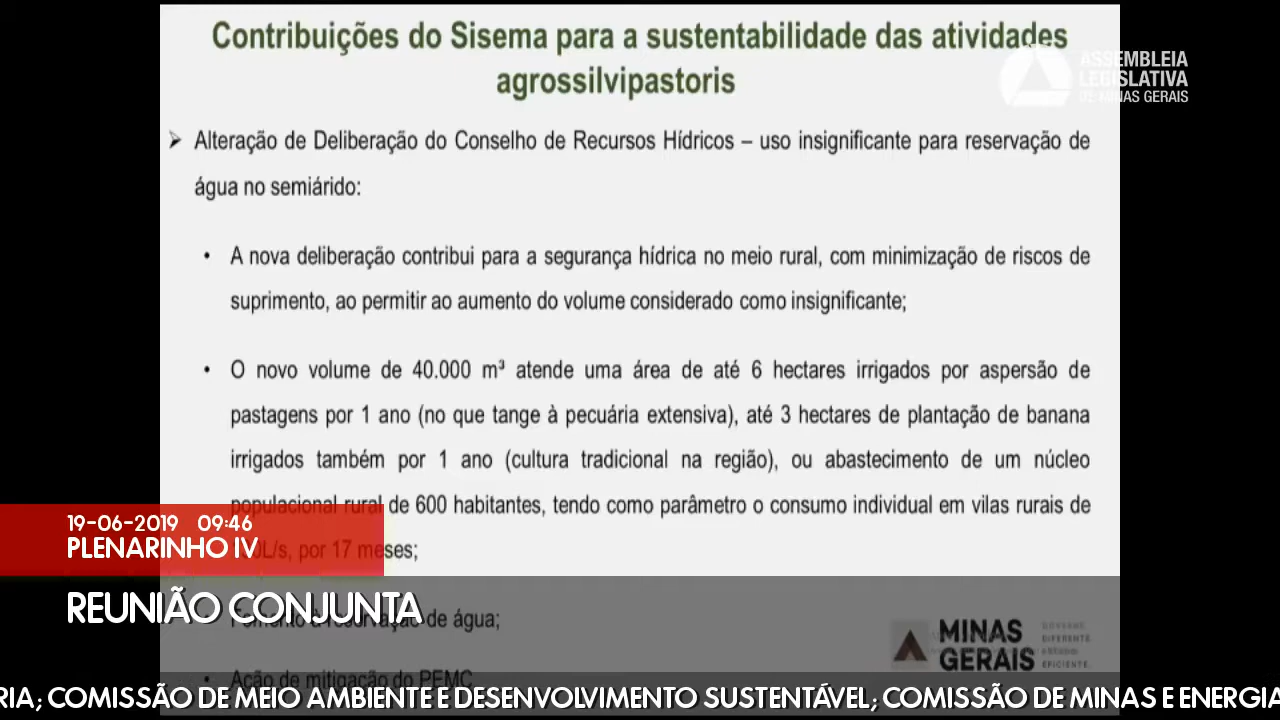 Contribuições do Sisema para a sustentabilidade das atividades
agrossilvipastoris
ASSEMBLEIA
LEGISLATIVA
DE MINAS GERAIS
Alteração de Deliberação do Conselho de Recursos Hídricos – uso insignificante para reservação de
água no semiárido:
• A nova deliberação contribui para a segurança hídrica no meio rural, com minimização de riscos de
suprimento, ao permitir ao aumento do volume considerado como insignificante;
• O novo volume de 40.000 m³ atende uma área de até 6 hectares irrigados por aspersão de
pastagens por 1 ano (no que tange à pecuária extensiva), até 3 hectares de plantação de banana
irrigados também por 1 ano (cultura tradicional na região), ou abastecimento de um núcleo
populacional rural de 600 habitantes, tendo como parâmetro o consumo individual em vilas rurais de
por 17 meses;
19-06-2019 09:46
PLENARINHO IV
REUNIÃO CONJUNTA
• Fomento à reservação de água;
MINAS
GERAIS
GOVERNO
DIFERENTE.
EFICIENTE.
• Ação de mitigação do PEMC
RIA; COMISSÃO DE MEIO AMBIENTE E DESENVOLVIMENTO SUSTENTÁVEL; COMISSÃO DE MINAS E ENERGIA